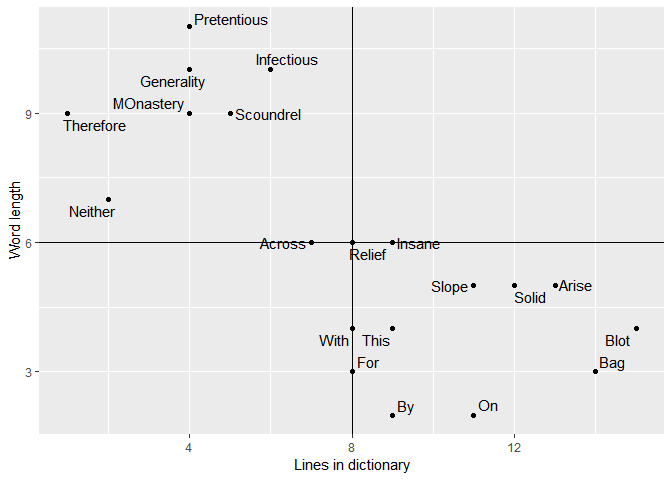 Pretentious
Infectious
Generality
MOnastery
Scoundrel
9
Therefore
Neither
Word length
6
Across
Insane
Relief
Slope
Arise
Solid
With
This
Blot
For
Bag
3
By
On
4
8
12
Lines in dictionary